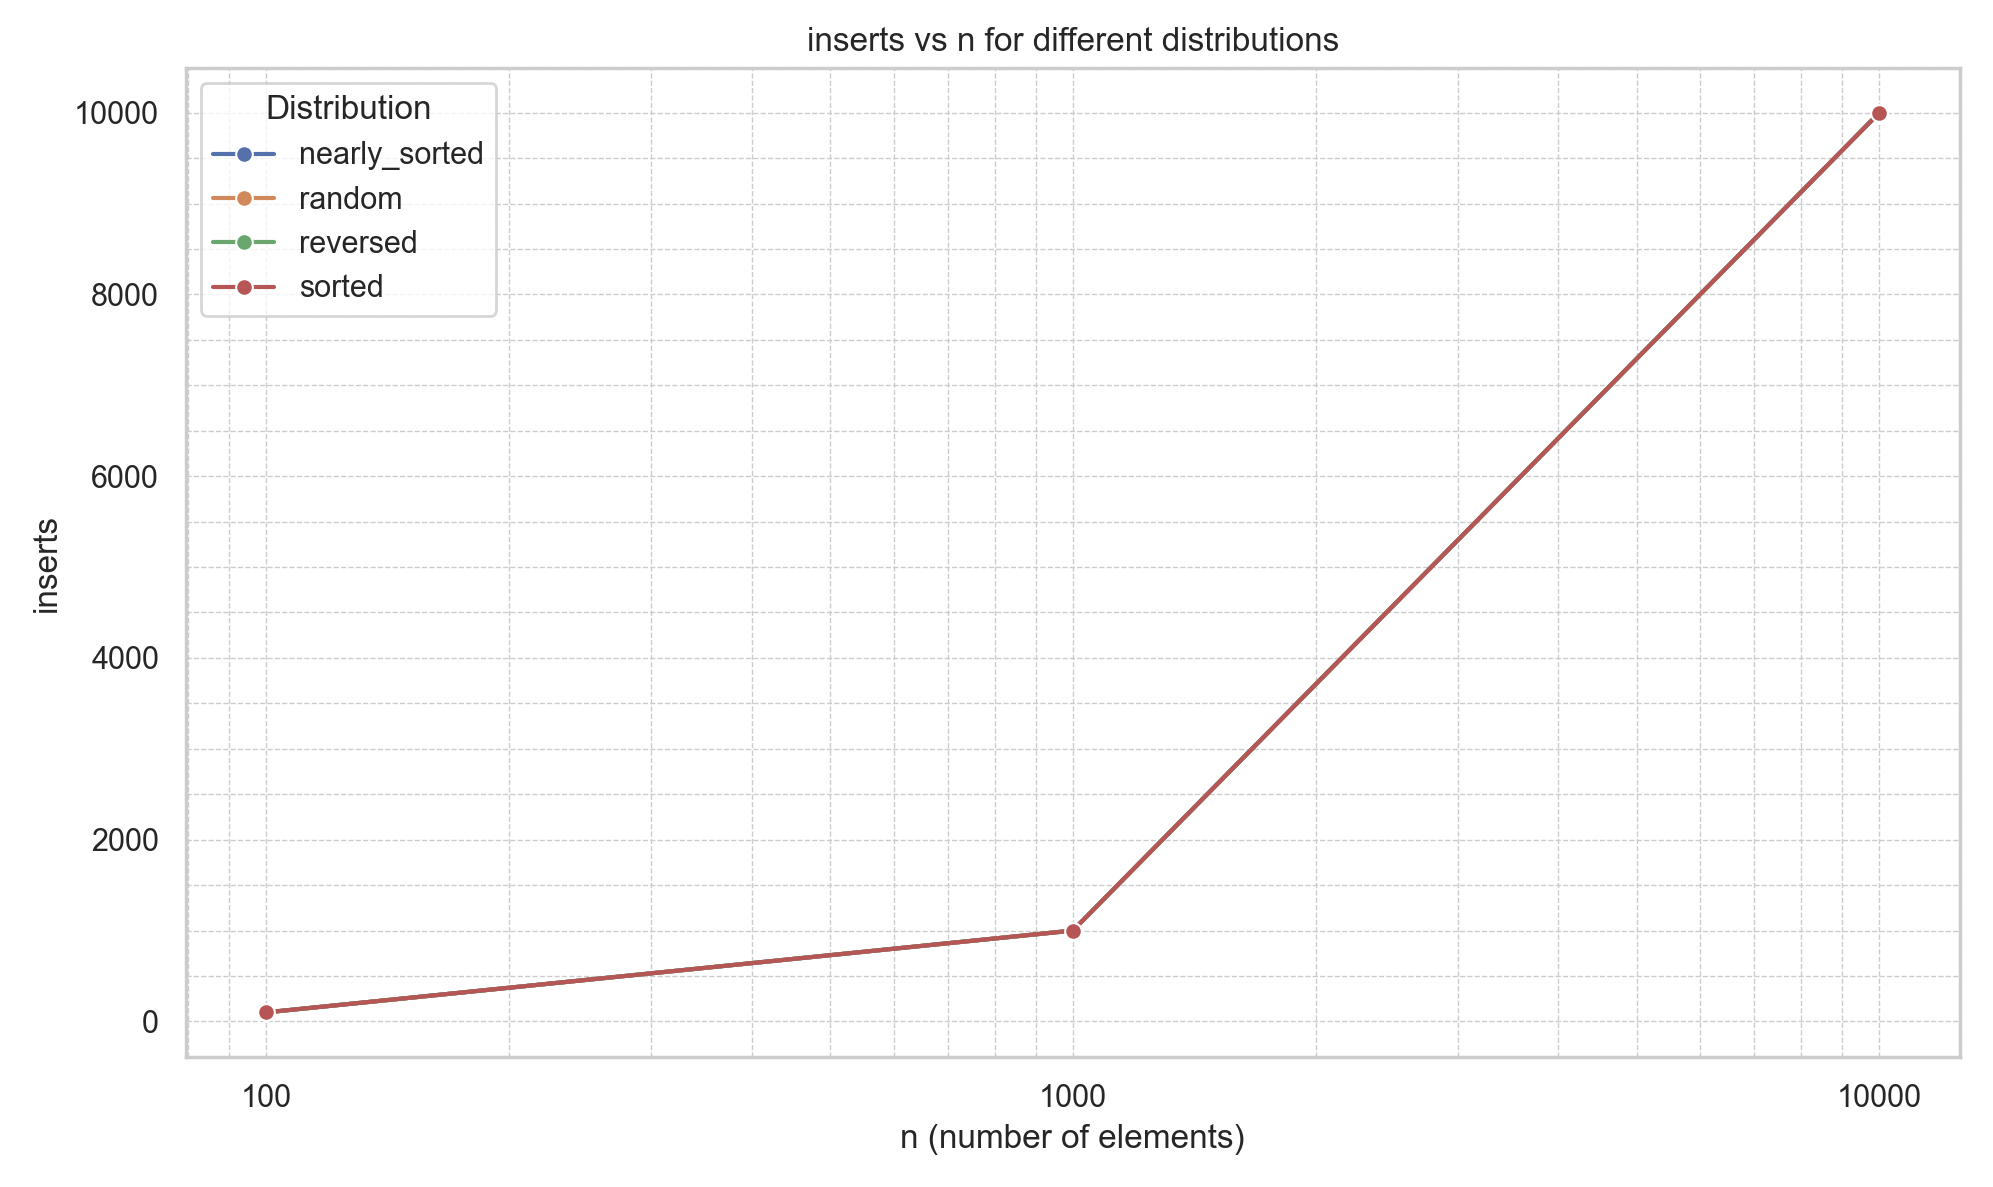 inserts vs n for different distributions
Distribution
nearly_sorted
random
reversed
sorted
inserts
10000
8000
6000
4000
2000
0
100 1000 10000
n (number of elements)